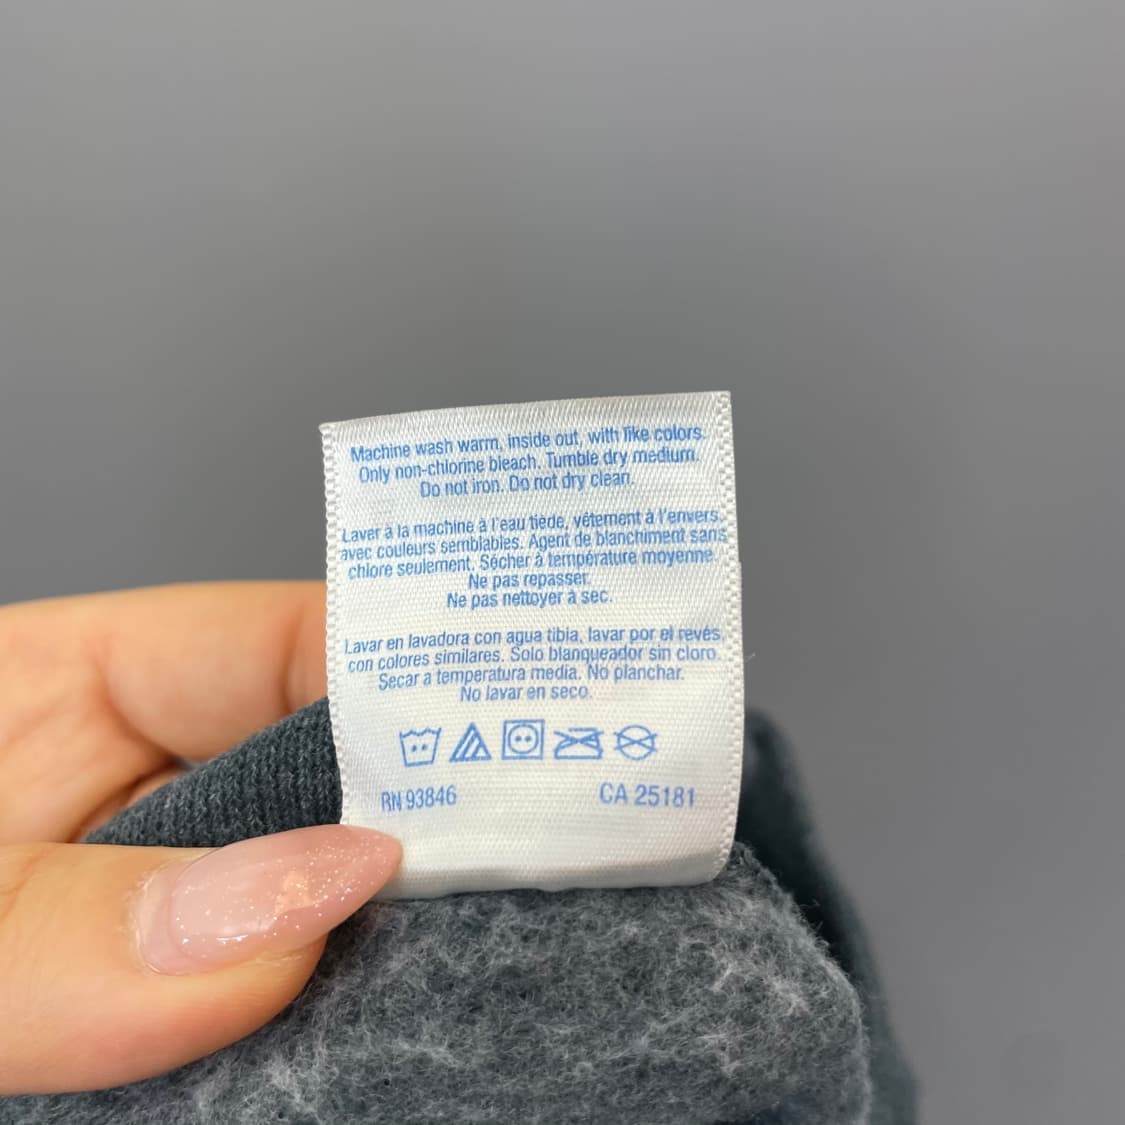 Machine wash warm, inside out, with like colors.
Only non-chlorine bleach. Tumble dry medium.
Do not iron. Do not dry clean.
Laver à la machine à l'eau tiède, vêtement à l'envers
avec couleurs semblables. Agent de blanchiment sans
chlore seulement. Sécher à température moyenne.
Ne pas repasser.
Ne pas nettoyer à sec.
Lavar en lavadora con agua tibia, lavar por el revés,
con colores similares. Solo blanqueador sin cloro.
Secar a temperatura media. No planchar.
No lavar en seco.
RN 93846 CA 25181